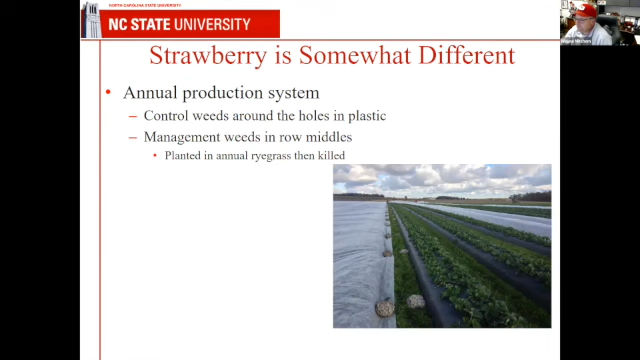 NORTH CAROLINA STATE UNIVERSITY
NC STATE UNIVERSITY
Strawberry is Somewhat Different
• Annual production system
– Control weeds around the holes in plastic
– Management weeds in row middles
• Planted in annual ryegrass then killed